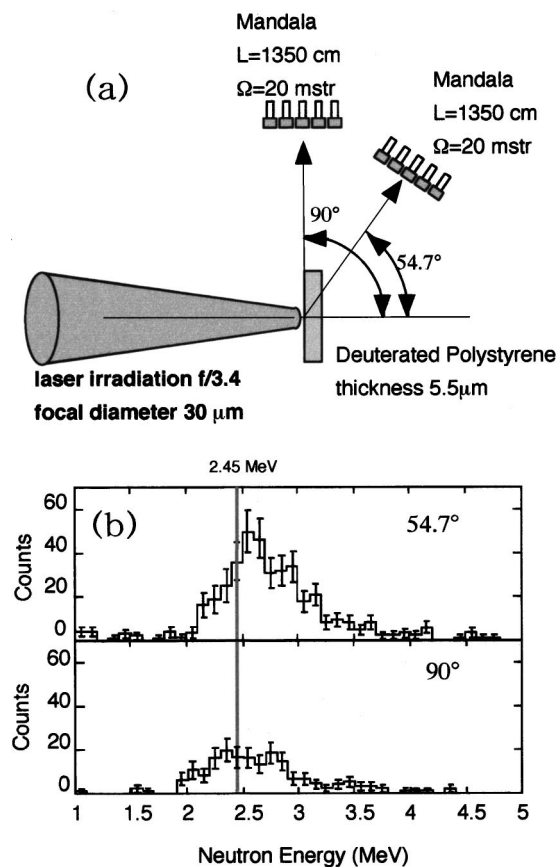 (a)
Mandala
L=1350 cm
Ω=20 mstr
Mandala
L=1350 cm
Ω=20 mstr
90°
54.7°
laser irradiation f/3.4
focal diameter 30 μm
Deuterated Polystyrene
thickness 5.5μm
2.45 MeV
(b)
54.7°
60
40
20
0
Counts
90°
60
40
20
0
Counts
1 1.5 2 2.5 3 3.5 4 4.5 5
Neutron Energy (MeV)